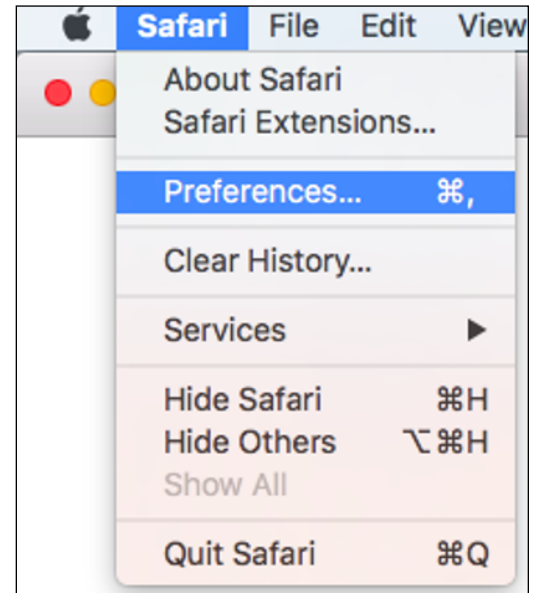 Safari File Edit View
About Safari
Safari Extensions...
Preferences... ⌘,
Clear History...
Services ▶
Hide Safari ⌘H
Hide Others ⌥⌘H
Show All
Quit Safari ⌘Q